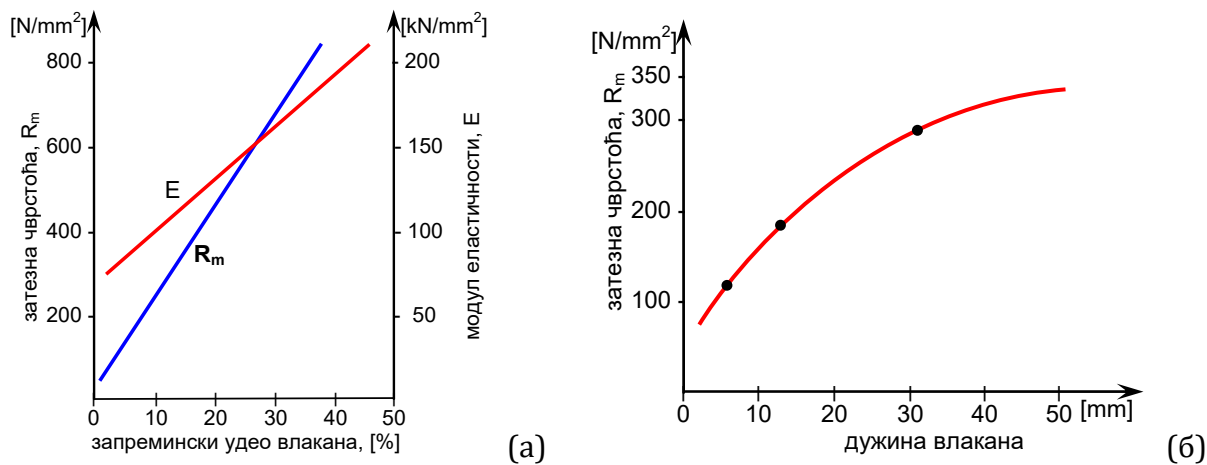 [N/mm²]
[kN/mm²]
800
600
400
200
затезна чврстоћа, Rₘ
E
Rₘ
200
150
100
50
модул еластичности, E
0 10 20 30 40 50
запремински удео влакана, [%]
(а)
[N/mm²]
350
300
200
100
затезна чврстоћа, Rₘ
0 10 20 30 40 50 [mm]
дужина влакана
(б)